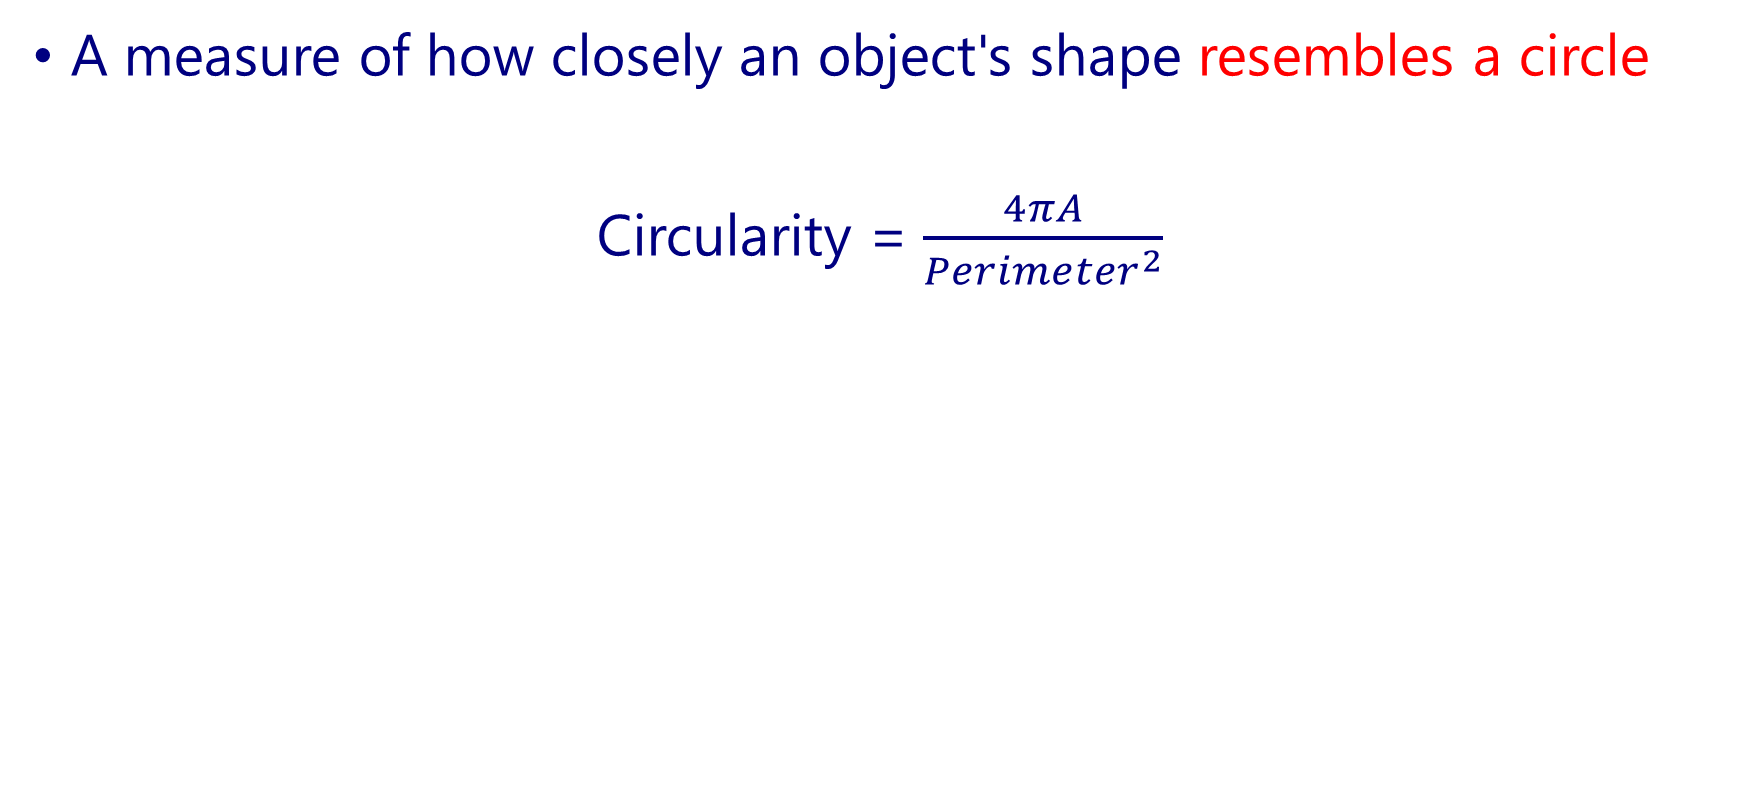 • A measure of how closely an object's shape resembles a circle
Circularity = 4𝜋𝐴 / 𝑃𝑒𝑟𝑖𝑚𝑒𝑡𝑒𝑟²